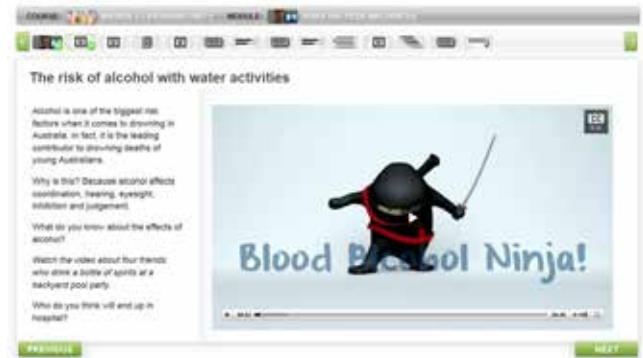 COURSE:
MODULE:
The risk of alcohol with water activities
Alcohol is one of the biggest risk
factors when it comes to drowning in
Australia. In fact, it is the leading
contributor to drowning deaths of
young Australians.
Why is this? Because alcohol affects
coordination, hearing, eyesight,
inhibition and judgement.
What do you know about the effects of
alcohol?
Watch the video about four friends
who drink a bottle of spirits at a
backyard pool party.
Who do you think will end up in
hospital?
CC
Blood Alcohol Ninja!
PREVIOUS
NEXT